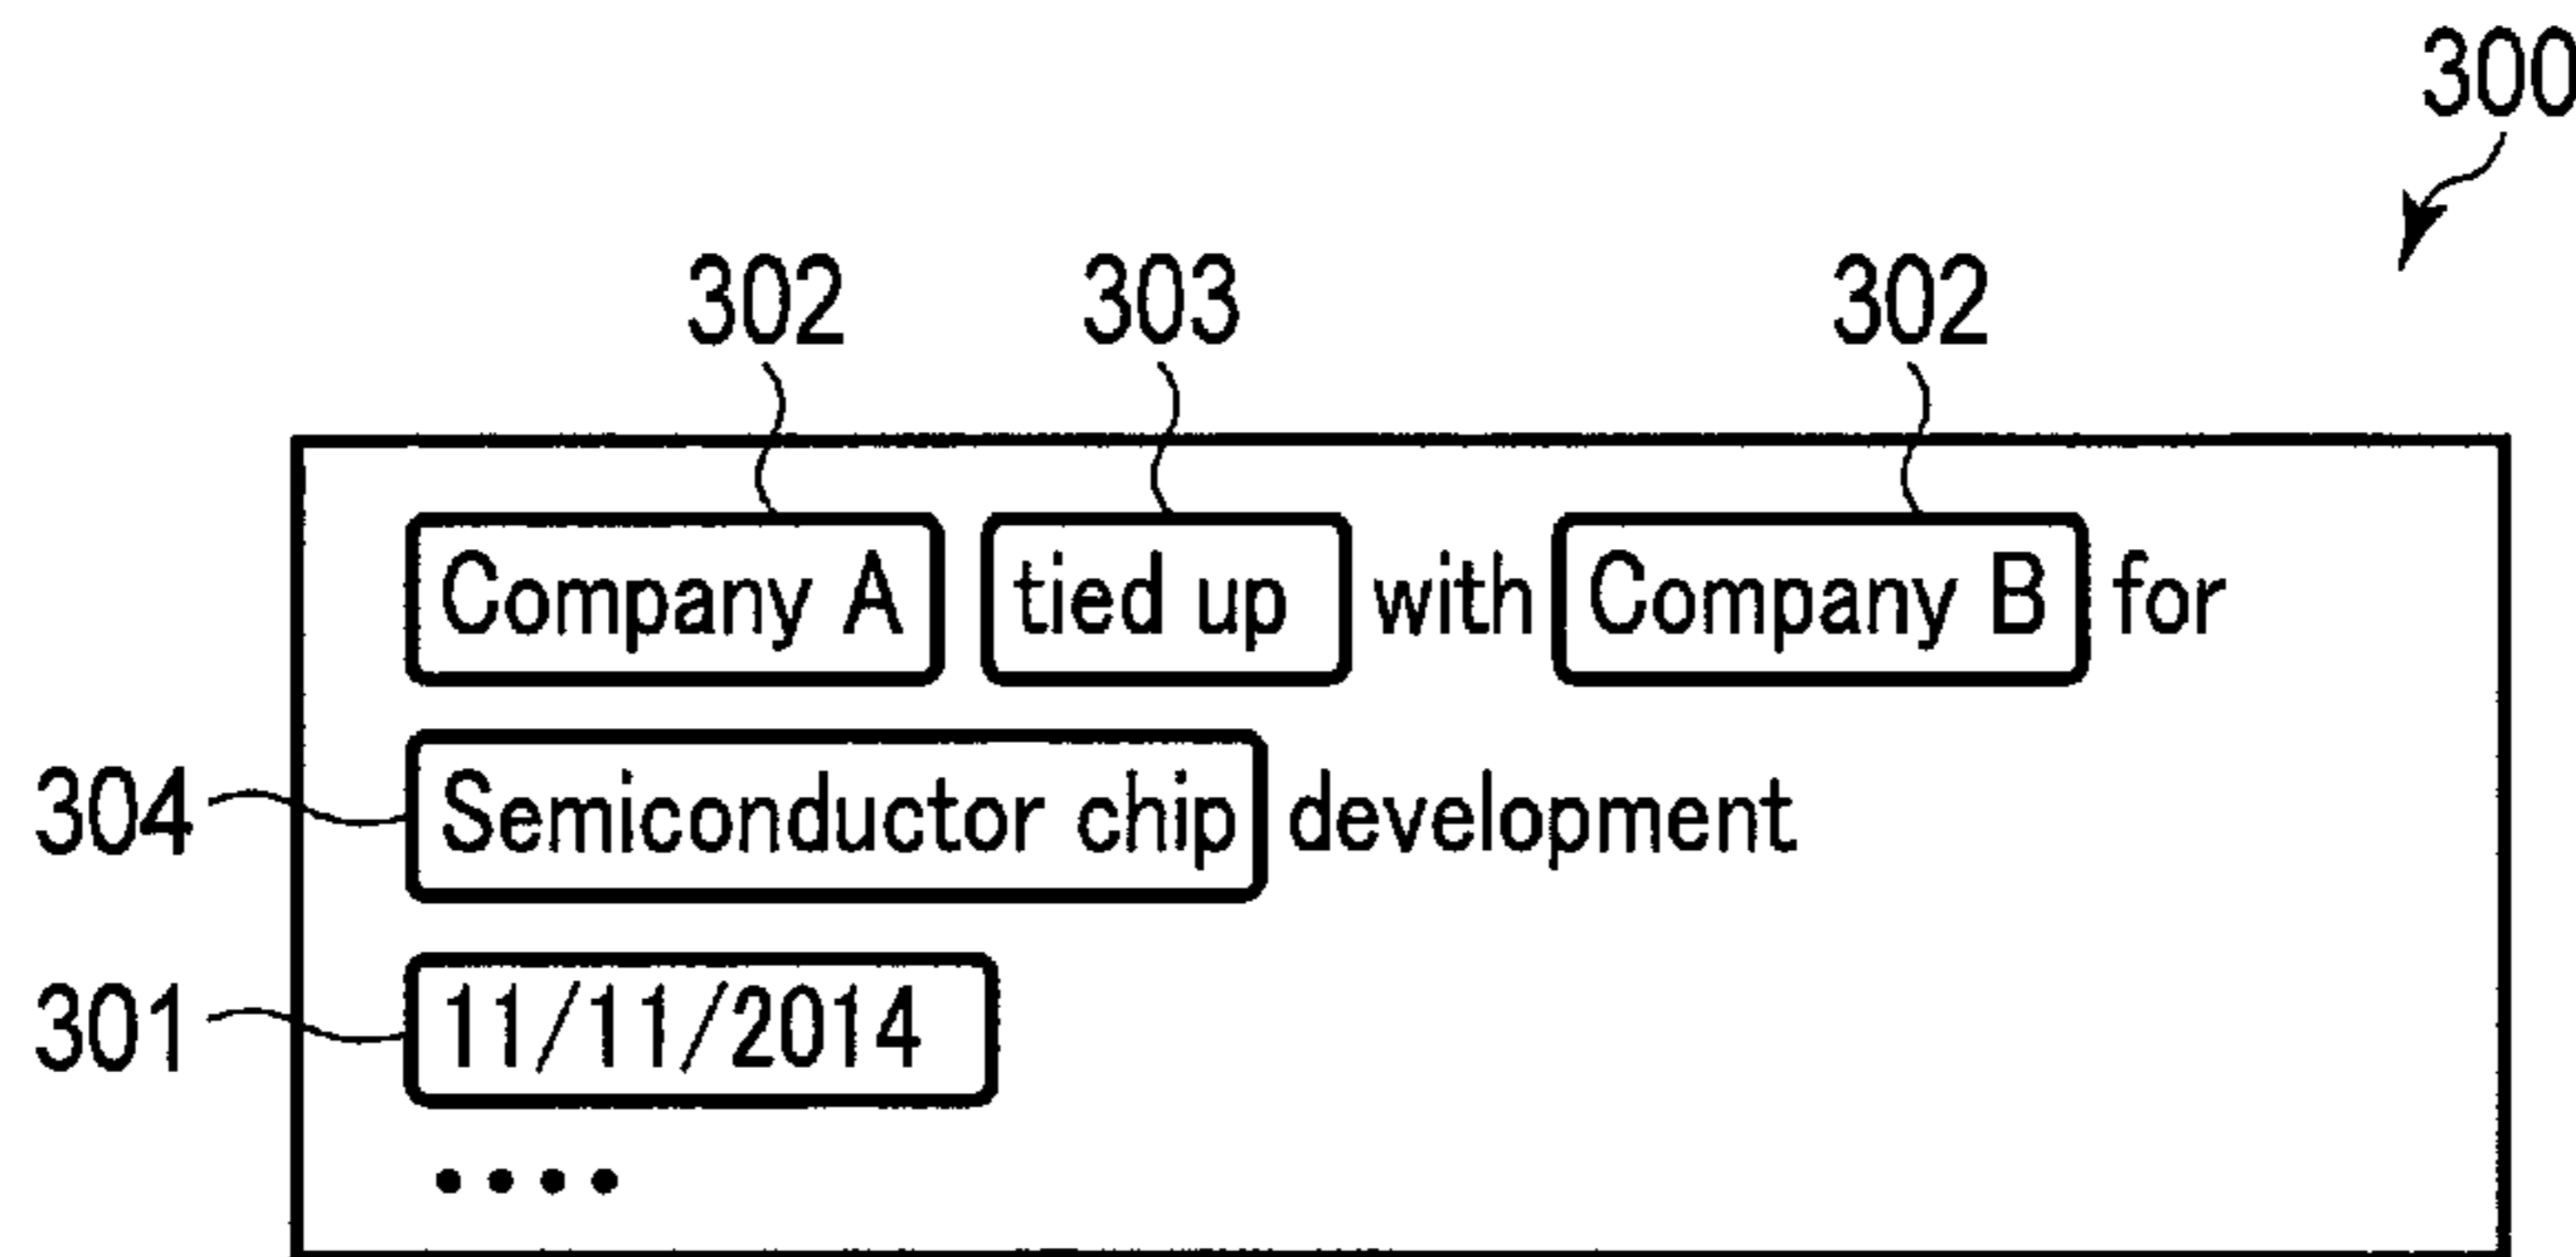 300
302 303 302
Company A tied up with Company B for
304 Semiconductor chip development
301 11/11/2014
• • • •